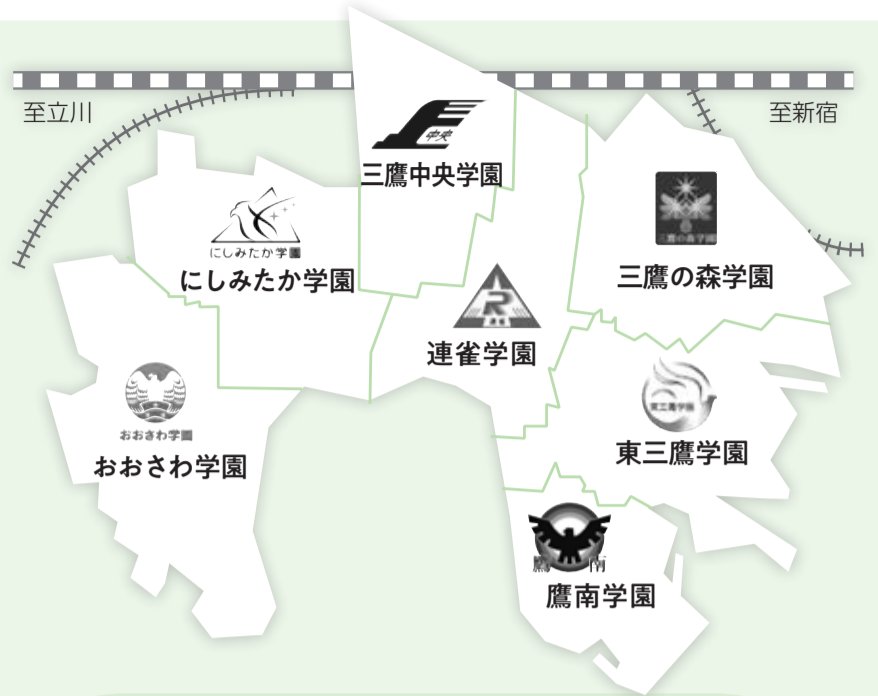 至立川
至新宿
中央
三鷹中央学園
三鷹の森学園
三鷹の森学園
にしみたか学園
にしみたか学園
R
連雀
連雀学園
おおさわ学園
おおさわ学園
東三鷹学園
東三鷹学園
鷹 南
鷹南学園